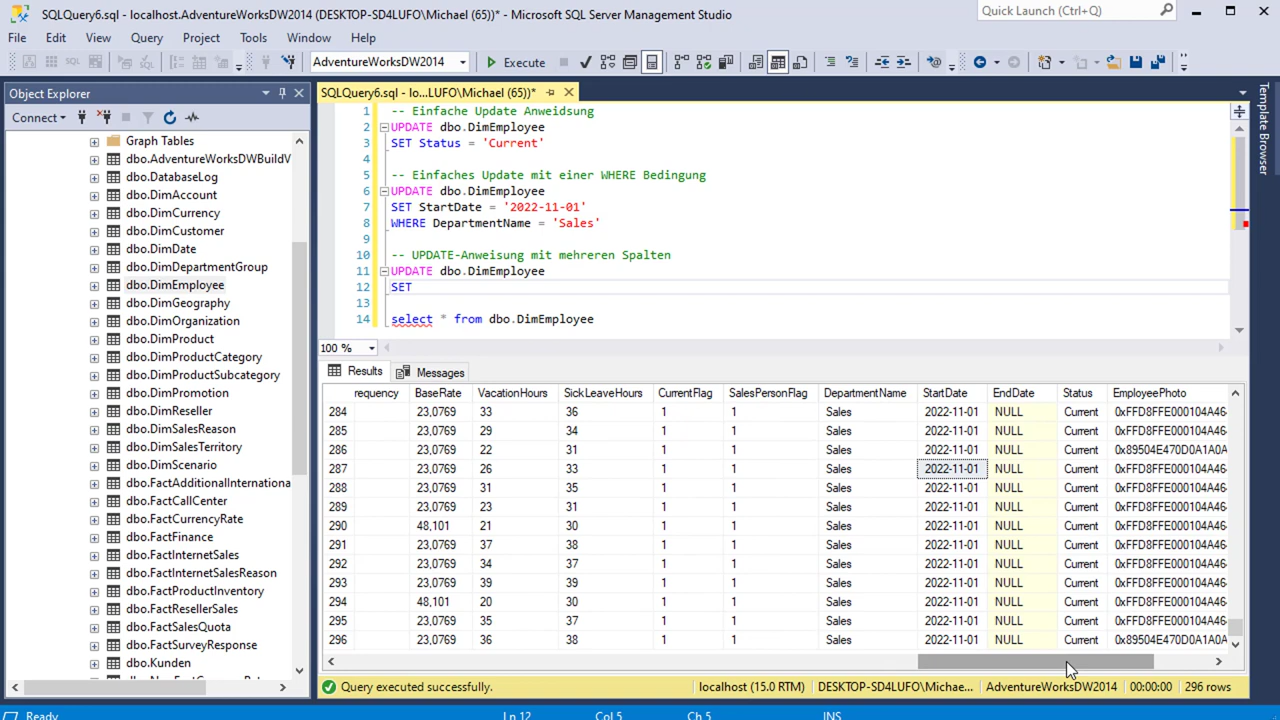 SQLQuery6.sql - localhost.AdventureWorksDW2014 (DESKTOP-SD4LUFO\Michael (65))* - Microsoft SQL Server Management Studio
Quick Launch (Ctrl+Q)
File Edit View Query Project Tools Window Help
AdventureWorksDW2014 Execute
Object Explorer
Connect
Graph Tables
dbo.AdventureWorksDWBuildV
dbo.DatabaseLog
dbo.DimAccount
dbo.DimCurrency
dbo.DimCustomer
dbo.DimDate
dbo.DimDepartmentGroup
dbo.DimEmployee
dbo.DimGeography
dbo.DimOrganization
dbo.DimProduct
dbo.DimProductCategory
dbo.DimProductSubcategory
dbo.DimPromotion
dbo.DimReseller
dbo.DimSalesReason
dbo.DimSalesTerritory
dbo.DimScenario
dbo.FactAdditionalInternationa
dbo.FactCallCenter
dbo.FactCurrencyRate
dbo.FactFinance
dbo.FactInternetSales
dbo.FactInternetSalesReason
dbo.FactProductInventory
dbo.FactResellerSales
dbo.FactSalesQuota
dbo.FactSurveyResponse
dbo.Kunden
SQLQuery6.sql - lo...LUFO\Michael (65))*
1 -- Einfache Update Anweidsung
2 UPDATE dbo.DimEmployee
3 SET Status = 'Current'
4
5 -- Einfaches Update mit einer WHERE Bedingung
6 UPDATE dbo.DimEmployee
7 SET StartDate = '2022-11-01'
8 WHERE DepartmentName = 'Sales'
9
10 -- UPDATE-Anweisung mit mehreren Spalten
11 UPDATE dbo.DimEmployee
12 SET
13
14 select * from dbo.DimEmployee
100 %
Results Messages
requency BaseRate VacationHours SickLeaveHours CurrentFlag SalesPersonFlag DepartmentName StartDate EndDate Status EmployeePhoto
284 23,0769 33 36 1 1 Sales 2022-11-01 NULL Current 0xFFD8FFE000104A46
285 23,0769 29 34 1 1 Sales 2022-11-01 NULL Current 0xFFD8FFE000104A46
286 23,0769 22 31 1 1 Sales 2022-11-01 NULL Current 0x89504E470D0A1A0A
287 23,0769 26 33 1 1 Sales 2022-11-01 NULL Current 0xFFD8FFE000104A46
288 23,0769 31 35 1 1 Sales 2022-11-01 NULL Current 0xFFD8FFE000104A46
289 23,0769 23 31 1 1 Sales 2022-11-01 NULL Current 0xFFD8FFE000104A46
290 48,101 21 30 1 1 Sales 2022-11-01 NULL Current 0xFFD8FFE000104A46
291 23,0769 37 38 1 1 Sales 2022-11-01 NULL Current 0xFFD8FFE000104A46
292 23,0769 34 37 1 1 Sales 2022-11-01 NULL Current 0xFFD8FFE000104A46
293 23,0769 39 39 1 1 Sales 2022-11-01 NULL Current 0xFFD8FFE000104A46
294 48,101 20 30 1 1 Sales 2022-11-01 NULL Current 0xFFD8FFE000104A46
295 23,0769 35 37 1 1 Sales 2022-11-01 NULL Current 0xFFD8FFE000104A46
296 23,0769 36 38 1 1 Sales 2022-11-01 NULL Current 0x89504E470D0A1A0A
Query executed successfully. localhost (15.0 RTM) DESKTOP-SD4LUFO\Michae... AdventureWorksDW2014 00:00:00 296 rows
Template Browser
Ready Ln 12 Col 5 Ch 5 INS